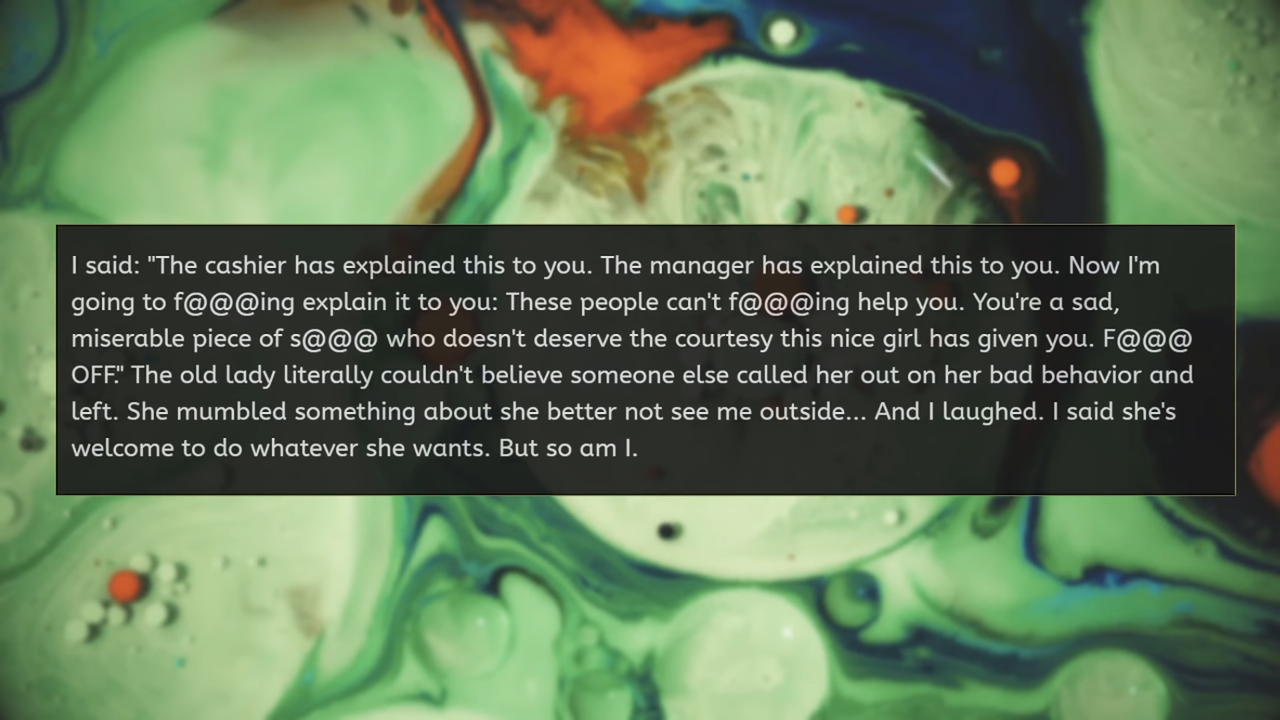 I said: "The cashier has explained this to you. The manager has explained this to you. Now I'm
going to f@@@ing explain it to you: These people can't f@@@ing help you. You're a sad,
miserable piece of s@@@ who doesn't deserve the courtesy this nice girl has given you. F@@@
OFF." The old lady literally couldn't believe someone else called her out on her bad behavior and
left. She mumbled something about she better not see me outside... And I laughed. I said she's
welcome to do whatever she wants. But so am I.